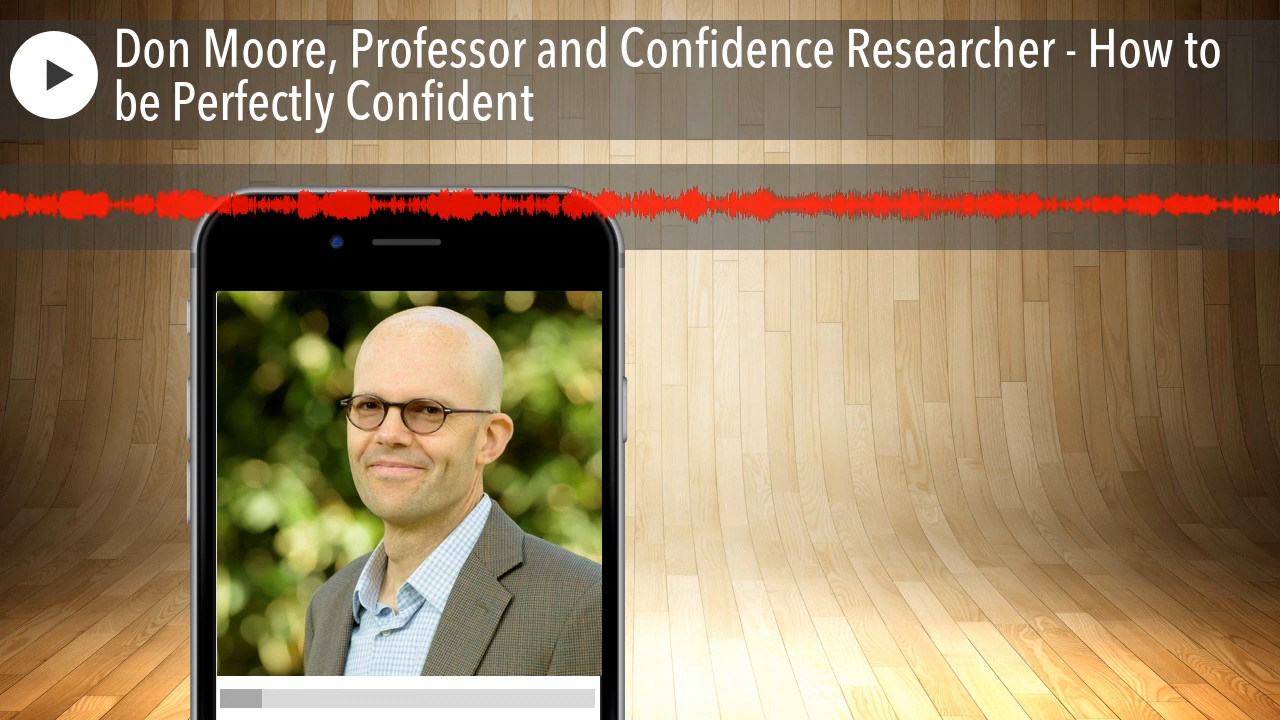 Don Moore, Professor and Confidence Researcher - How to
be Perfectly Confident